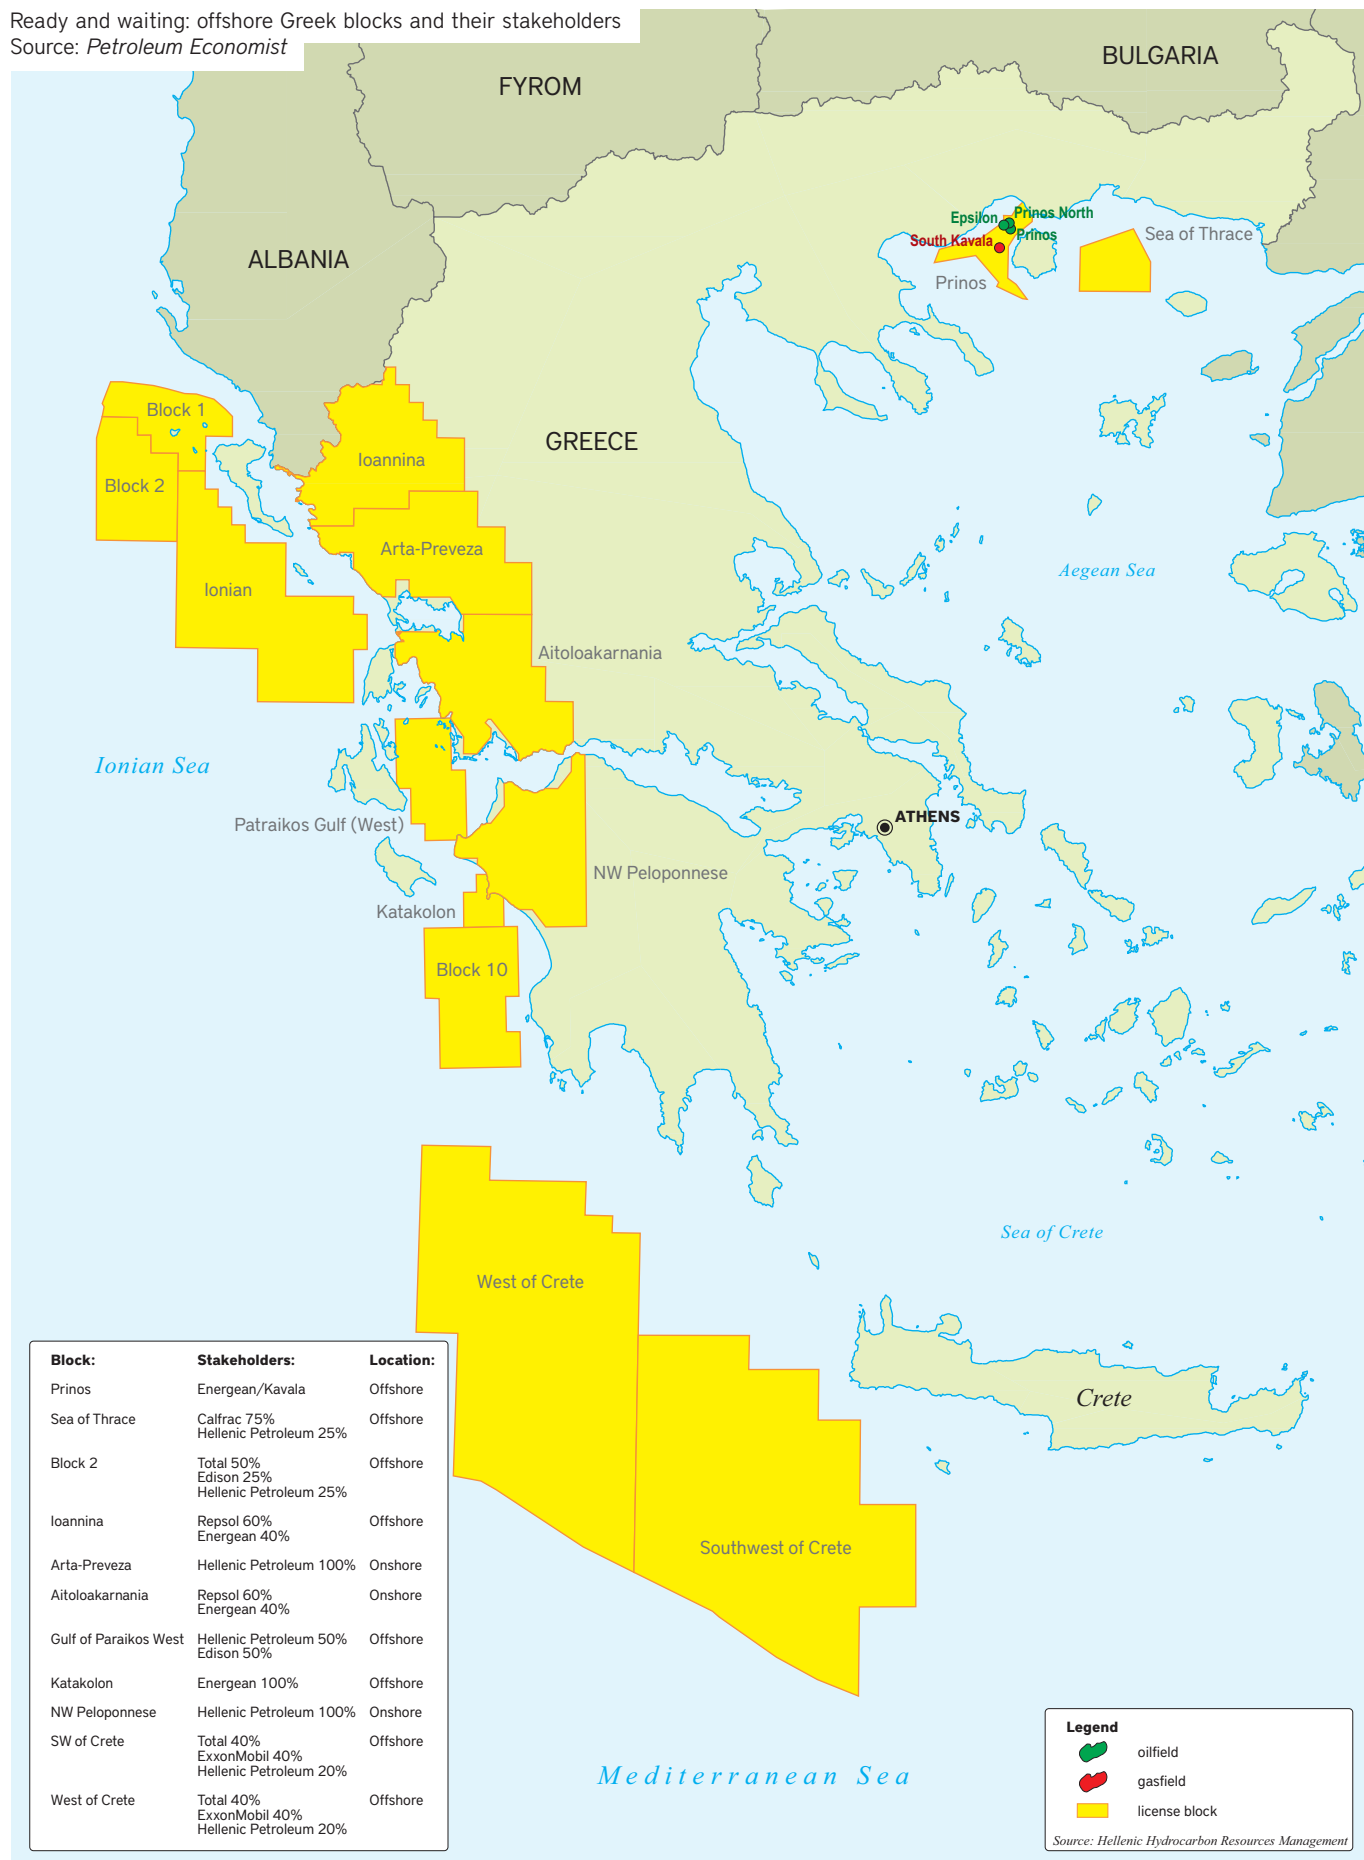 Ready and waiting: offshore Greek blocks and their stakeholders
Source: Petroleum Economist
BULGARIA
FYROM
ALBANIA
GREECE
Epsilon
Prinos North
Prinos
South Kavala
Prinos
Sea of Thrace
Block 1
Block 2
Ioannina
Arta-Preveza
Ionian
Aegean Sea
Aitoloakarnania
Ionian Sea
Patraikos Gulf (West)
ATHENS
NW Peloponnese
Katakolon
Block 10
Sea of Crete
West of Crete
Crete
Southwest of Crete
Mediterranean Sea
Block: Stakeholders: Location:
Prinos Energean/Kavala Offshore
Sea of Thrace Calfrac 75% Offshore
Hellenic Petroleum 25%
Block 2 Total 50% Offshore
Edison 25%
Hellenic Petroleum 25%
Ioannina Repsol 60% Offshore
Energean 40%
Arta-Preveza Hellenic Petroleum 100% Onshore
Aitoloakarnania Repsol 60% Onshore
Energean 40%
Gulf of Paraikos West Hellenic Petroleum 50% Offshore
Edison 50%
Katakolon Energean 100% Offshore
NW Peloponnese Hellenic Petroleum 100% Onshore
SW of Crete Total 40% Offshore
ExxonMobil 40%
Hellenic Petroleum 20%
West of Crete Total 40% Offshore
ExxonMobil 40%
Hellenic Petroleum 20%
Legend
oilfield
gasfield
license block
Source: Hellenic Hydrocarbon Resources Management